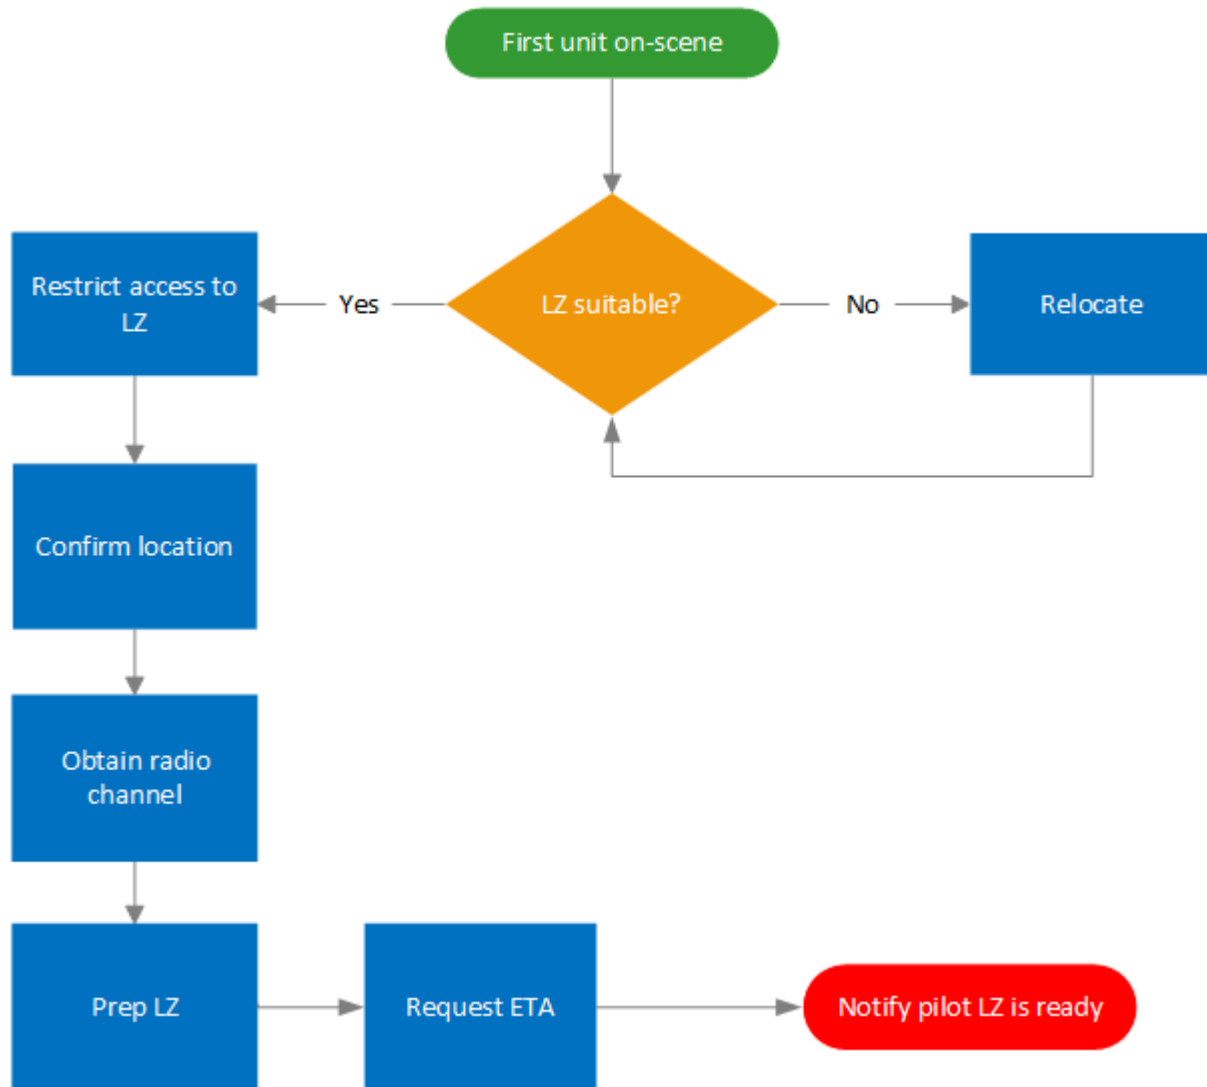 First unit on-scene
Restrict access to
LZ
Yes
LZ suitable?
No
Relocate
Confirm location
Obtain radio
channel
Prep LZ
Request ETA
Notify pilot LZ is ready